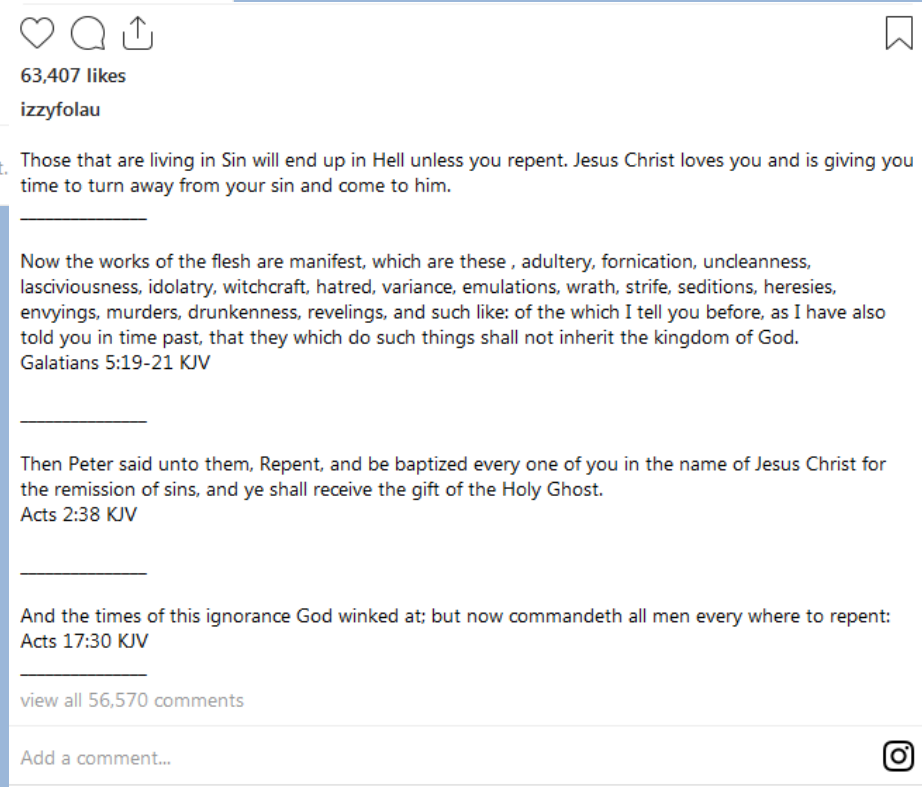 63,407 likes
izzyfolau
t. Those that are living in Sin will end up in Hell unless you repent. Jesus Christ loves you and is giving you
time to turn away from your sin and come to him.
_______________
Now the works of the flesh are manifest, which are these , adultery, fornication, uncleanness,
lasciviousness, idolatry, witchcraft, hatred, variance, emulations, wrath, strife, seditions, heresies,
envyings, murders, drunkenness, revelings, and such like: of the which I tell you before, as I have also
told you in time past, that they which do such things shall not inherit the kingdom of God.
Galatians 5:19-21 KJV
_______________
Then Peter said unto them, Repent, and be baptized every one of you in the name of Jesus Christ for
the remission of sins, and ye shall receive the gift of the Holy Ghost.
Acts 2:38 KJV
_______________
And the times of this ignorance God winked at; but now commandeth all men every where to repent:
Acts 17:30 KJV
_______________
view all 56,570 comments
Add a comment...